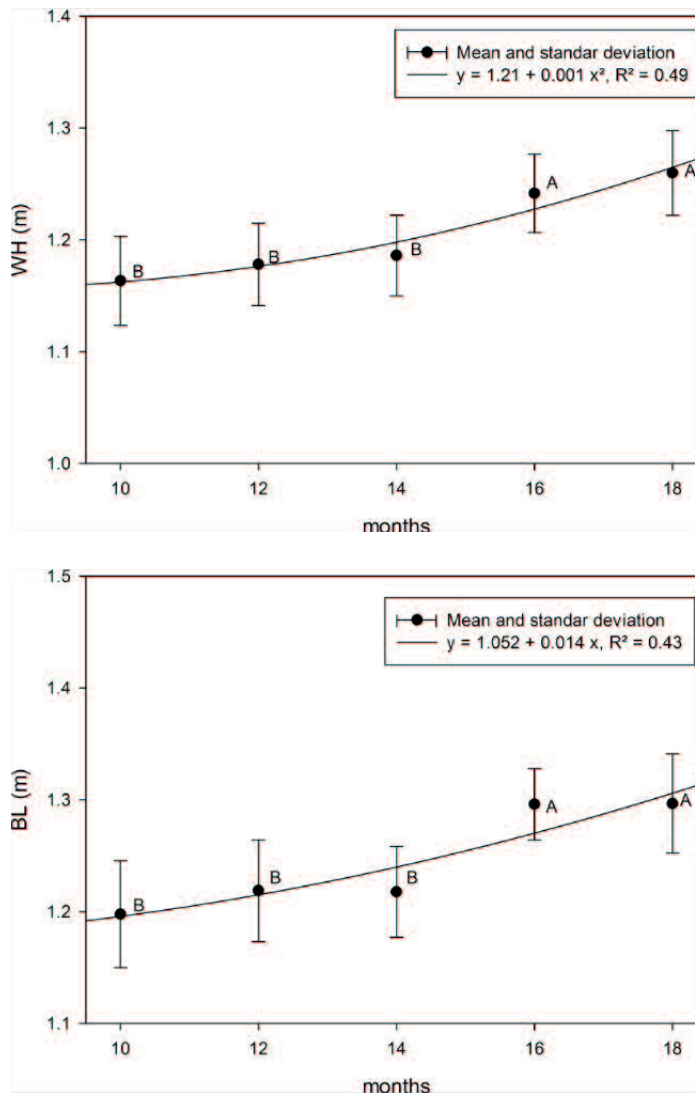 1.4
Mean and standar deviation
y = 1.21 + 0.001 x², R² = 0.49
1.3
A
A
WH (m)
1.2
B
B
B
1.1
1.0
10 12 14 16 18
months
1.5
Mean and standar deviation
y = 1.052 + 0.014 x, R² = 0.43
1.4
BL (m)
1.3
A
A
B
B
B
1.2
1.1
10 12 14 16 18
months